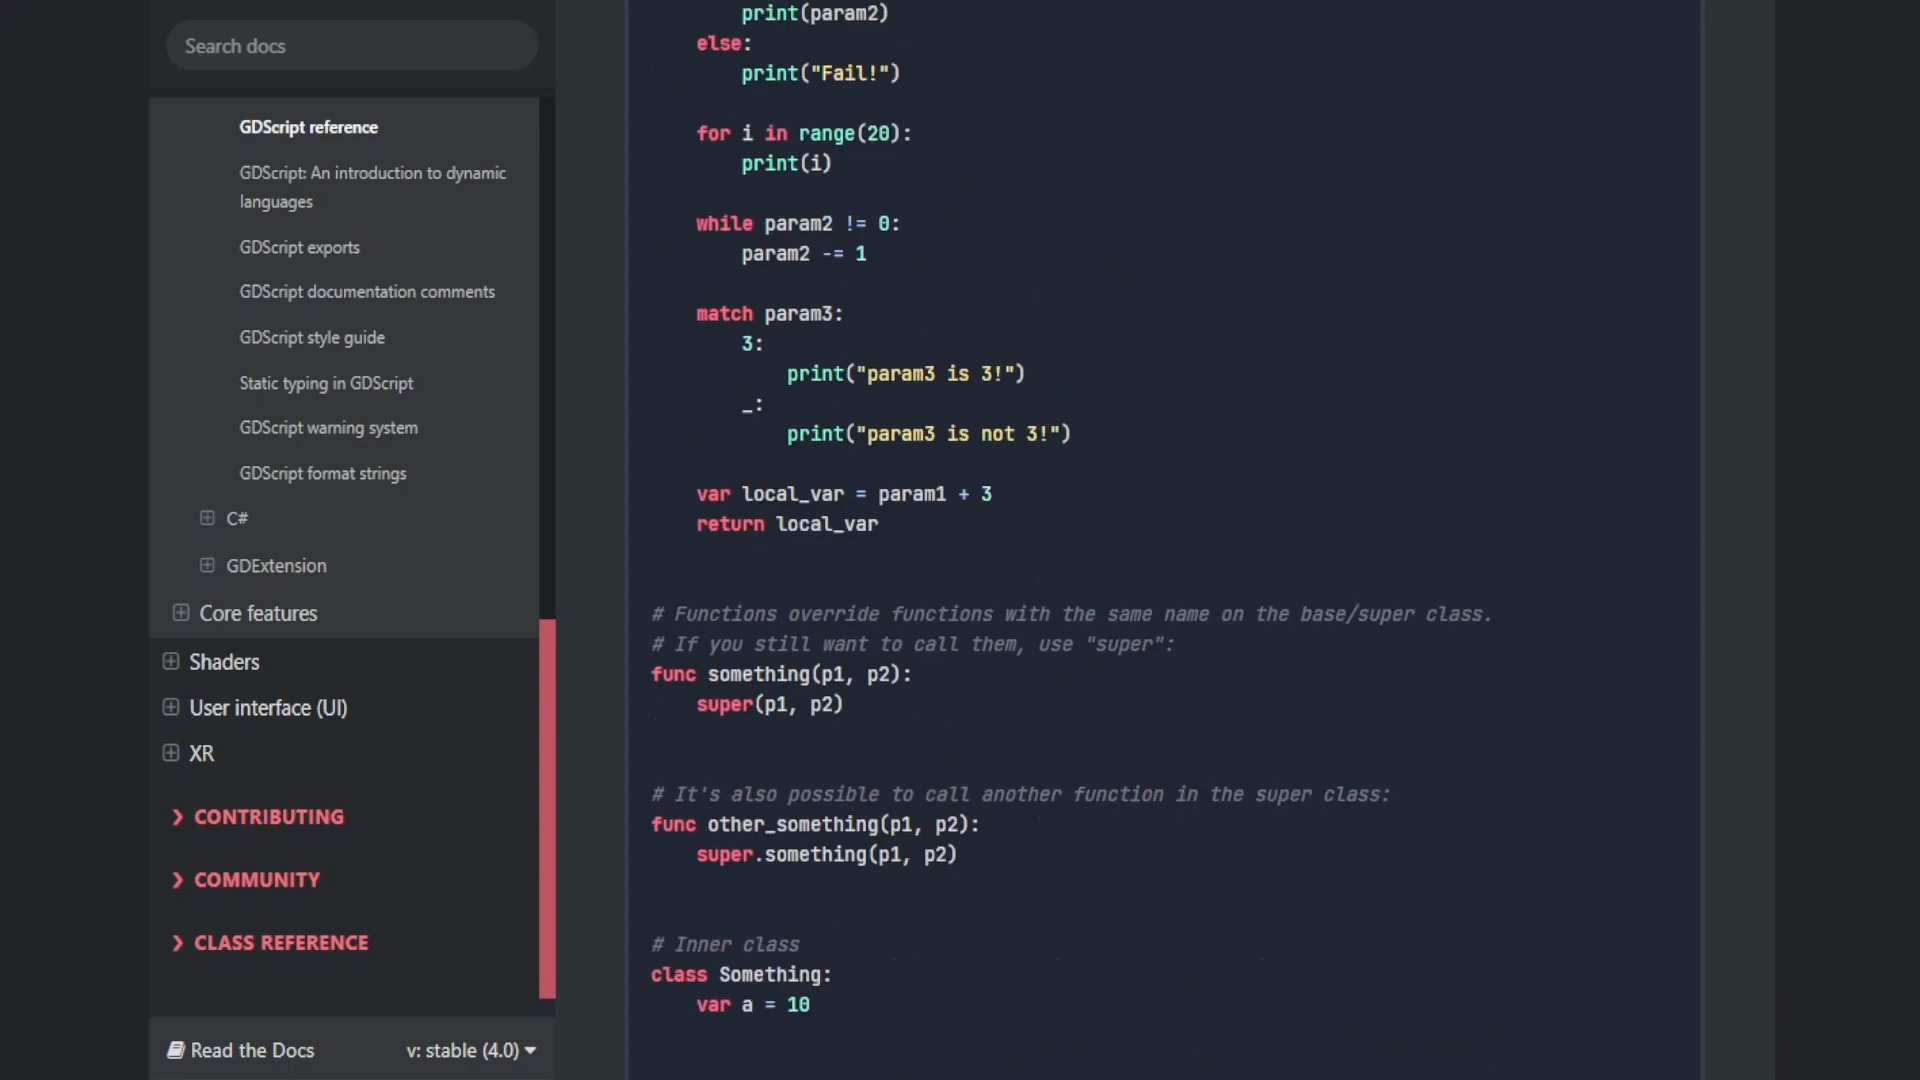 Search docs
GDScript reference
GDScript: An introduction to dynamic
languages
GDScript exports
GDScript documentation comments
GDScript style guide
Static typing in GDScript
GDScript warning system
GDScript format strings
C#
GDExtension
Core features
Shaders
User interface (UI)
XR
CONTRIBUTING
COMMUNITY
CLASS REFERENCE
Read the Docs
v: stable (4.0)
        print(param2)
    else:
        print("Fail!")

    for i in range(20):
        print(i)

    while param2 != 0:
        param2 -= 1

    match param3:
        3:
            print("param3 is 3!")
        _:
            print("param3 is not 3!")

    var local_var = param1 + 3
    return local_var

# Functions override functions with the same name on the base/super class.
# If you still want to call them, use "super":
func something(p1, p2):
    super(p1, p2)

# It's also possible to call another function in the super class:
func other_something(p1, p2):
    super.something(p1, p2)

# Inner class
class Something:
    var a = 10